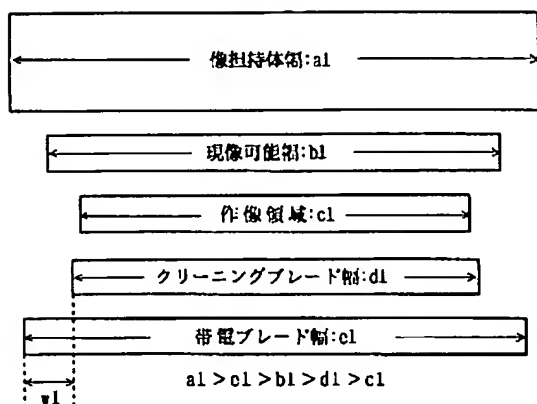 像担持体幅:a1
現像可能幅:b1
作像領域:c1
クリーニングブレード幅:d1
帯電ブレード幅:e1
a1>e1>b1>d1>c1
w1